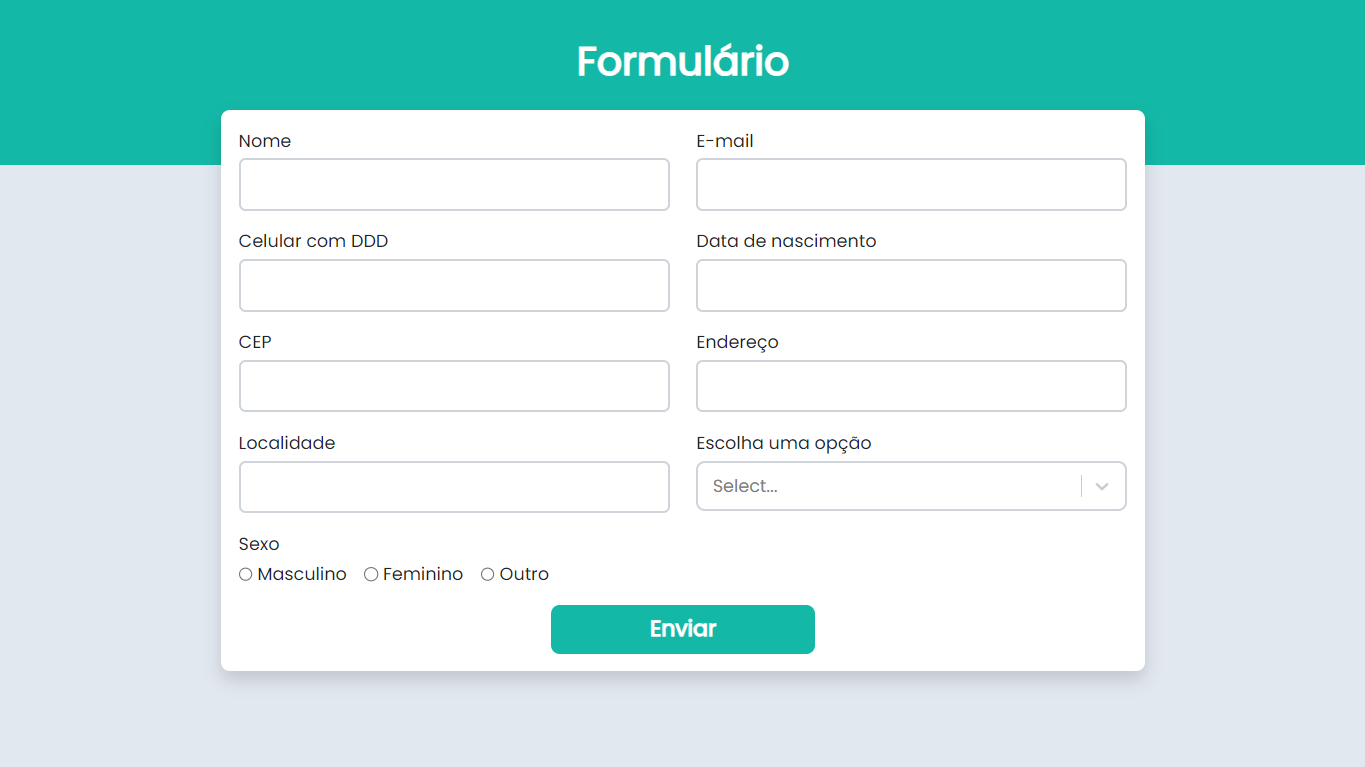 Formulário
Nome
E-mail
Celular com DDD
Data de nascimento
CEP
Endereço
Localidade
Escolha uma opção
Select...
Sexo
Masculino Feminino Outro
Enviar